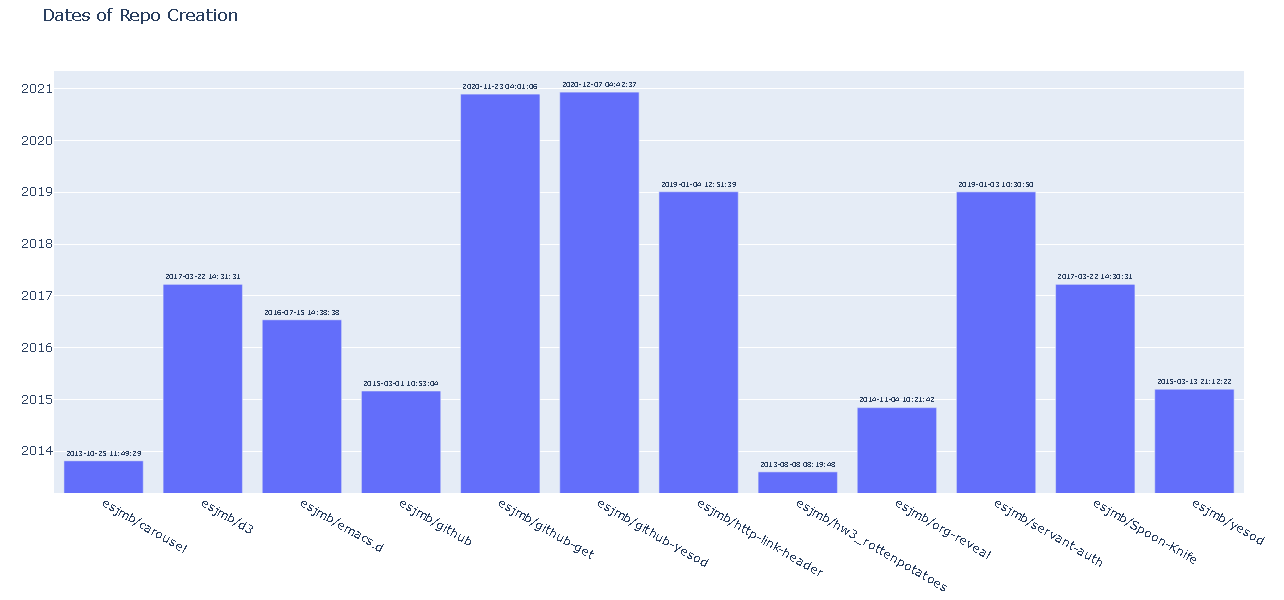 Dates of Repo Creation
2021
2020
2019
2018
2017
2016
2015
2014
2013-10-25 11:49:29
2017-03-22 14:31:31
2016-07-15 14:38:38
2015-03-01 10:53:04
2020-11-23 04:01:06
2020-12-07 04:42:37
2019-01-04 12:51:39
2013-08-08 08:19:48
2014-11-04 10:21:42
2019-01-03 10:30:50
2017-03-22 14:30:31
2015-03-13 21:12:22
esjmb/carousel
esjmb/d3
esjmb/emacs.d
esjmb/github
esjmb/github-get
esjmb/github-yesod
esjmb/http-link-header
esjmb/hw3_rottenpotatoes
esjmb/org-reveal
esjmb/servant-auth
esjmb/Spoon-Knife
esjmb/yesod